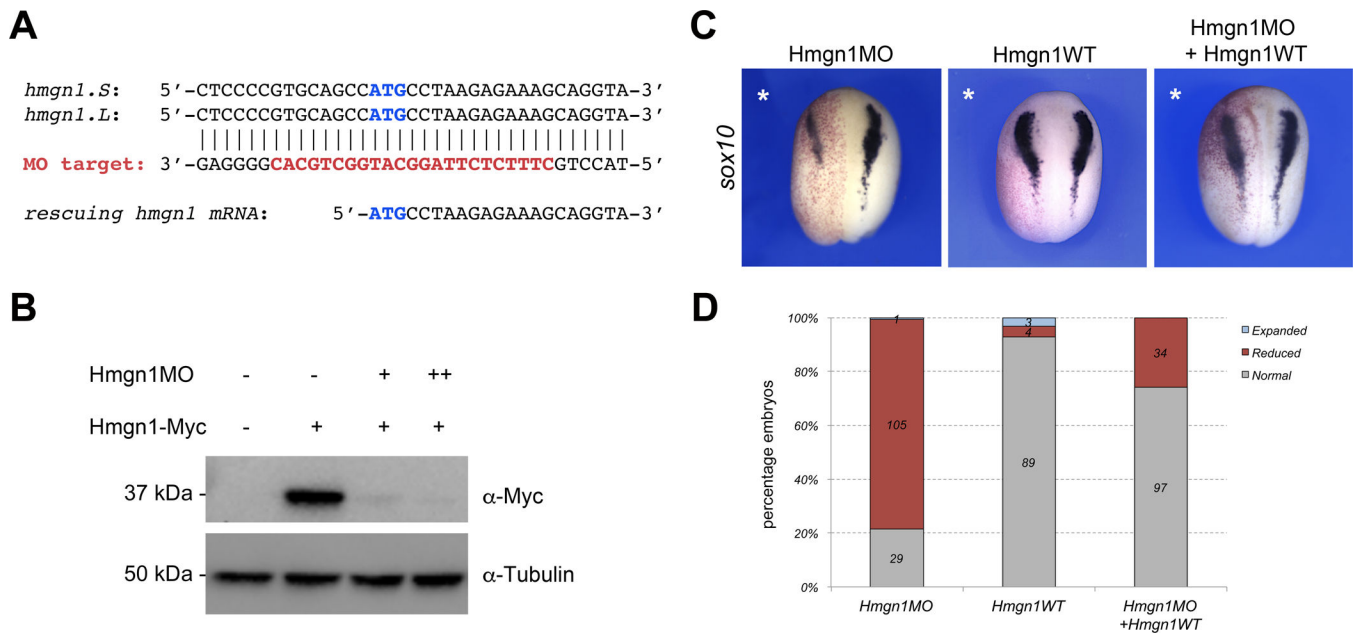 A
hmgn1.S: 5′-CTCCCCGTGCAGCCATGCCTAAGAGAAAGCAGGTA-3′
hmgn1.L: 5′-CTCCCCGTGCAGCCATGCCTAAGAGAAAGCAGGTA-3′
MO target: 3′-GAGGGGCACGTCGGTACGGATTCTCTTTCGTCCAT-5′
rescuing hmgn1 mRNA: 5′-ATGCCTAAGAGAAAGCAGGTA-3′
B
Hmgn1MO - - + ++
Hmgn1-Myc - + + +
37 kDa - α-Myc
50 kDa - α-Tubulin
C
Hmgn1MO Hmgn1WT Hmgn1MO
+ Hmgn1WT
* * *
sox10
D
percentage embryos
100%
80%
60%
40%
20%
0%
1
105
29
3
4
89
34
97
Hmgn1MO
Hmgn1WT
Hmgn1MO
+Hmgn1WT
Expanded
Reduced
Normal